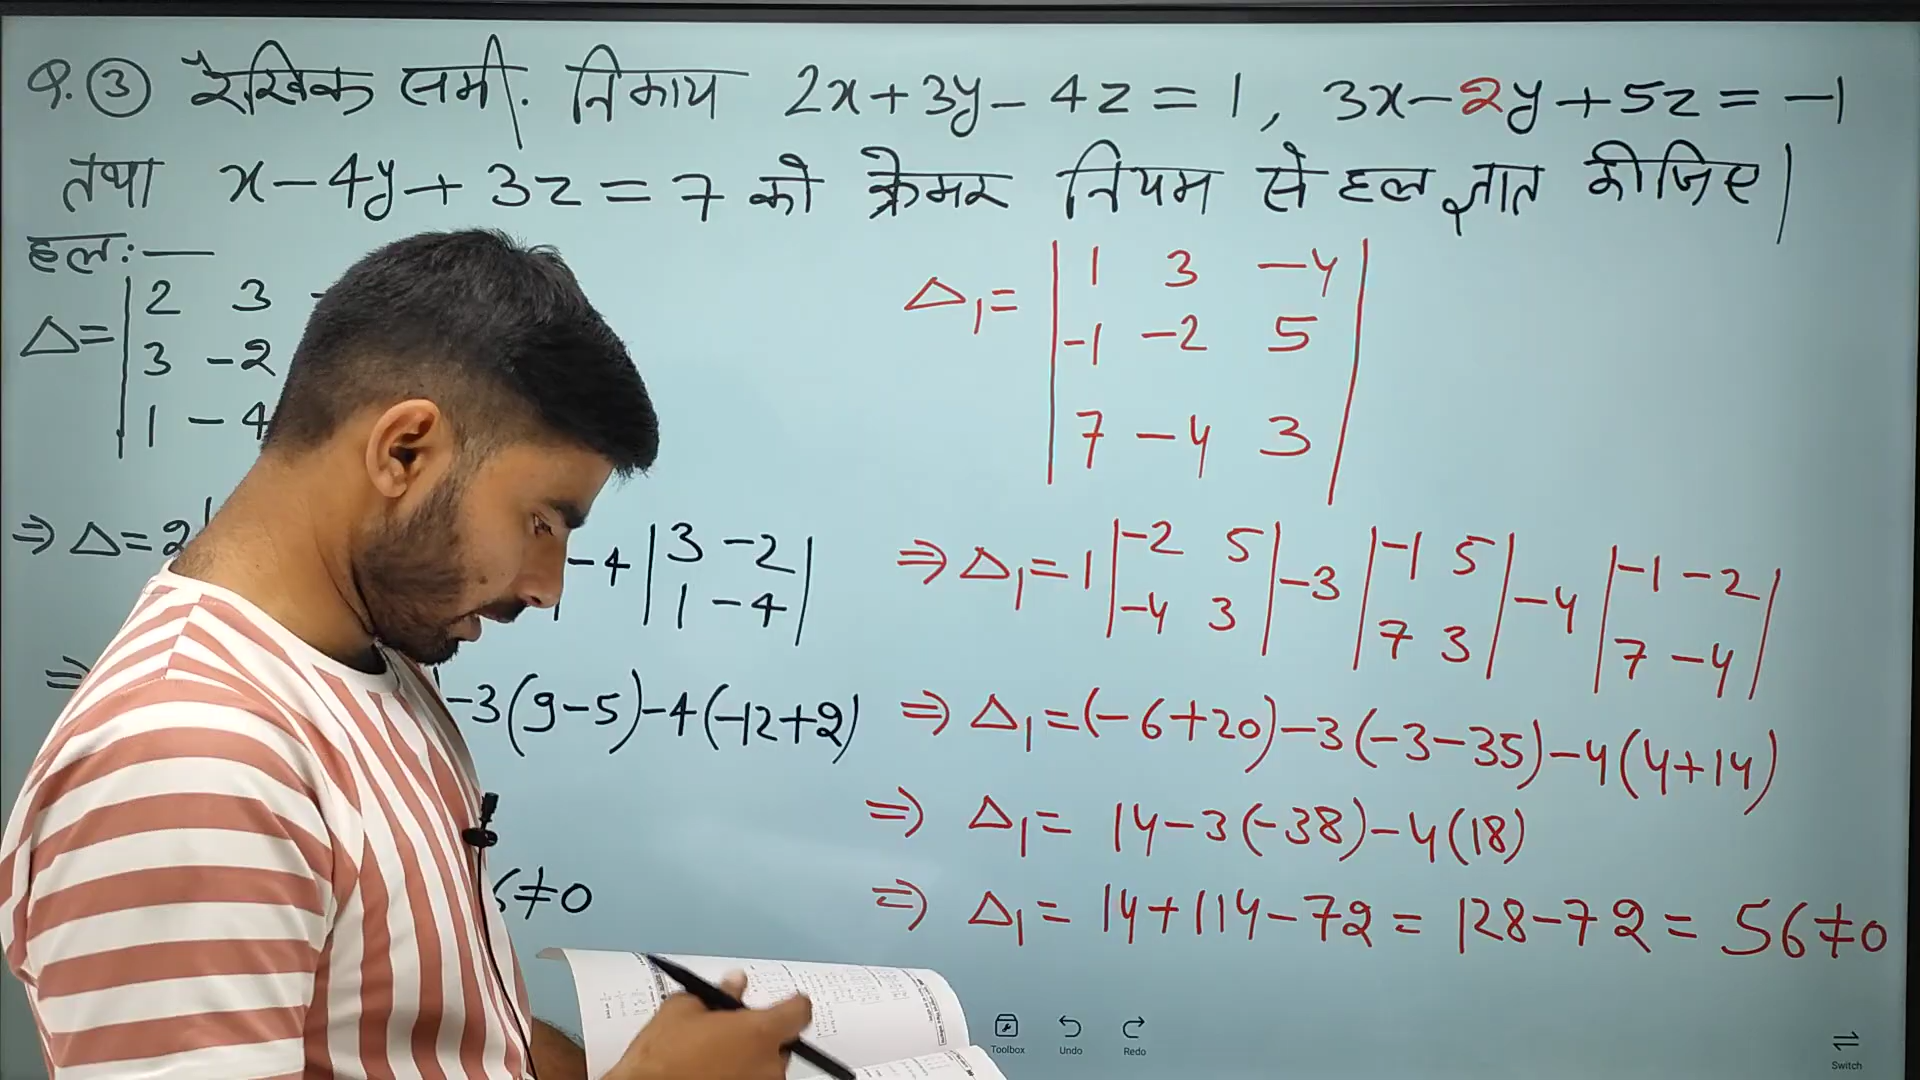 Q.③ रैखिक समी. निकाय 2x+3y-4z=1, 3x-2y+5z=-1
तथा x-4y+3z=7 को क्रेमर नियम से हल ज्ञात कीजिए|
हल:—
Δ= |2 3 -
3 -2
1 -4
⇒ Δ=2| -4|3 -2|
1 -4
⇒ -3(9-5)-4(-12+2)
6≠0
Δ₁= |1 3 -4|
-1 -2 5
7 -4 3
⇒ Δ₁=1|-2 5|-3|-1 5|-4|-1 -2|
-4 3 7 3 7 -4
⇒ Δ₁=(-6+20)-3(-3-35)-4(4+14)
⇒ Δ₁= 14-3(-38)-4(18)
⇒ Δ₁= 14+114-72= 128-72= 56≠0
Toolbox Undo Redo
Switch